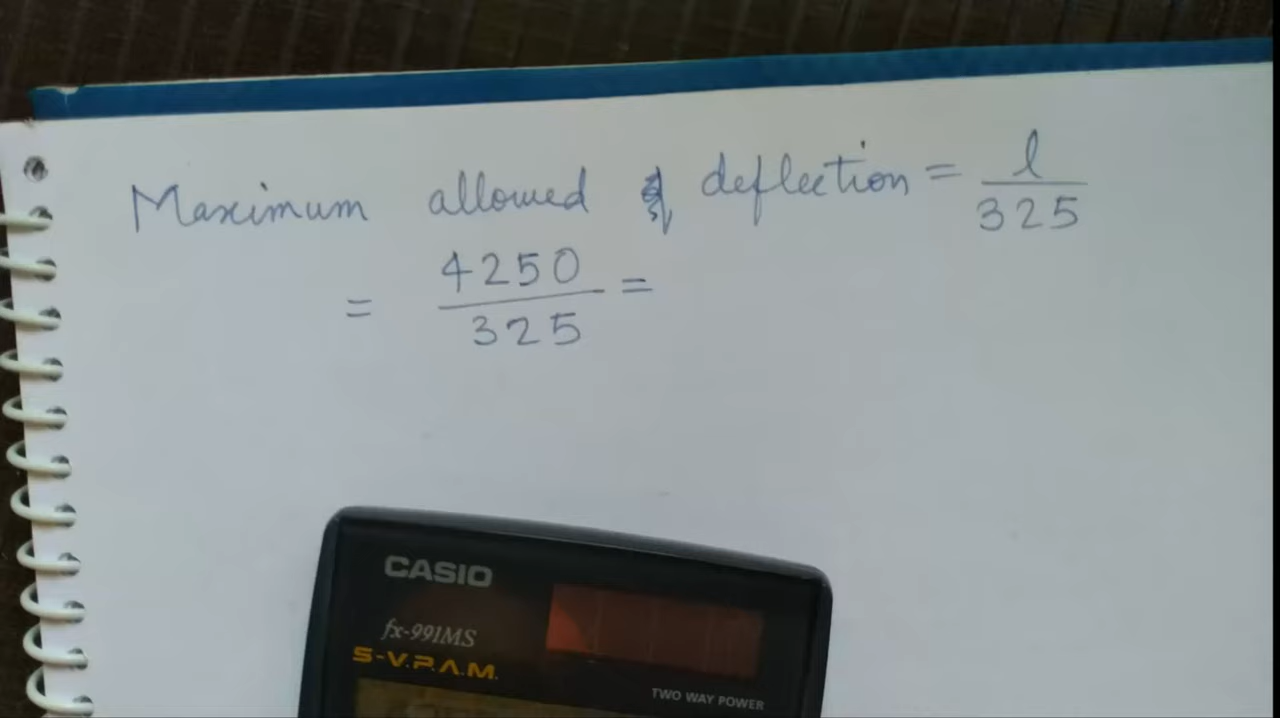 Maximum allowed deflection = l/325
= 4250/325 =
CASIO
fx-991MS
S-V.P.A.M.
TWO WAY POWER